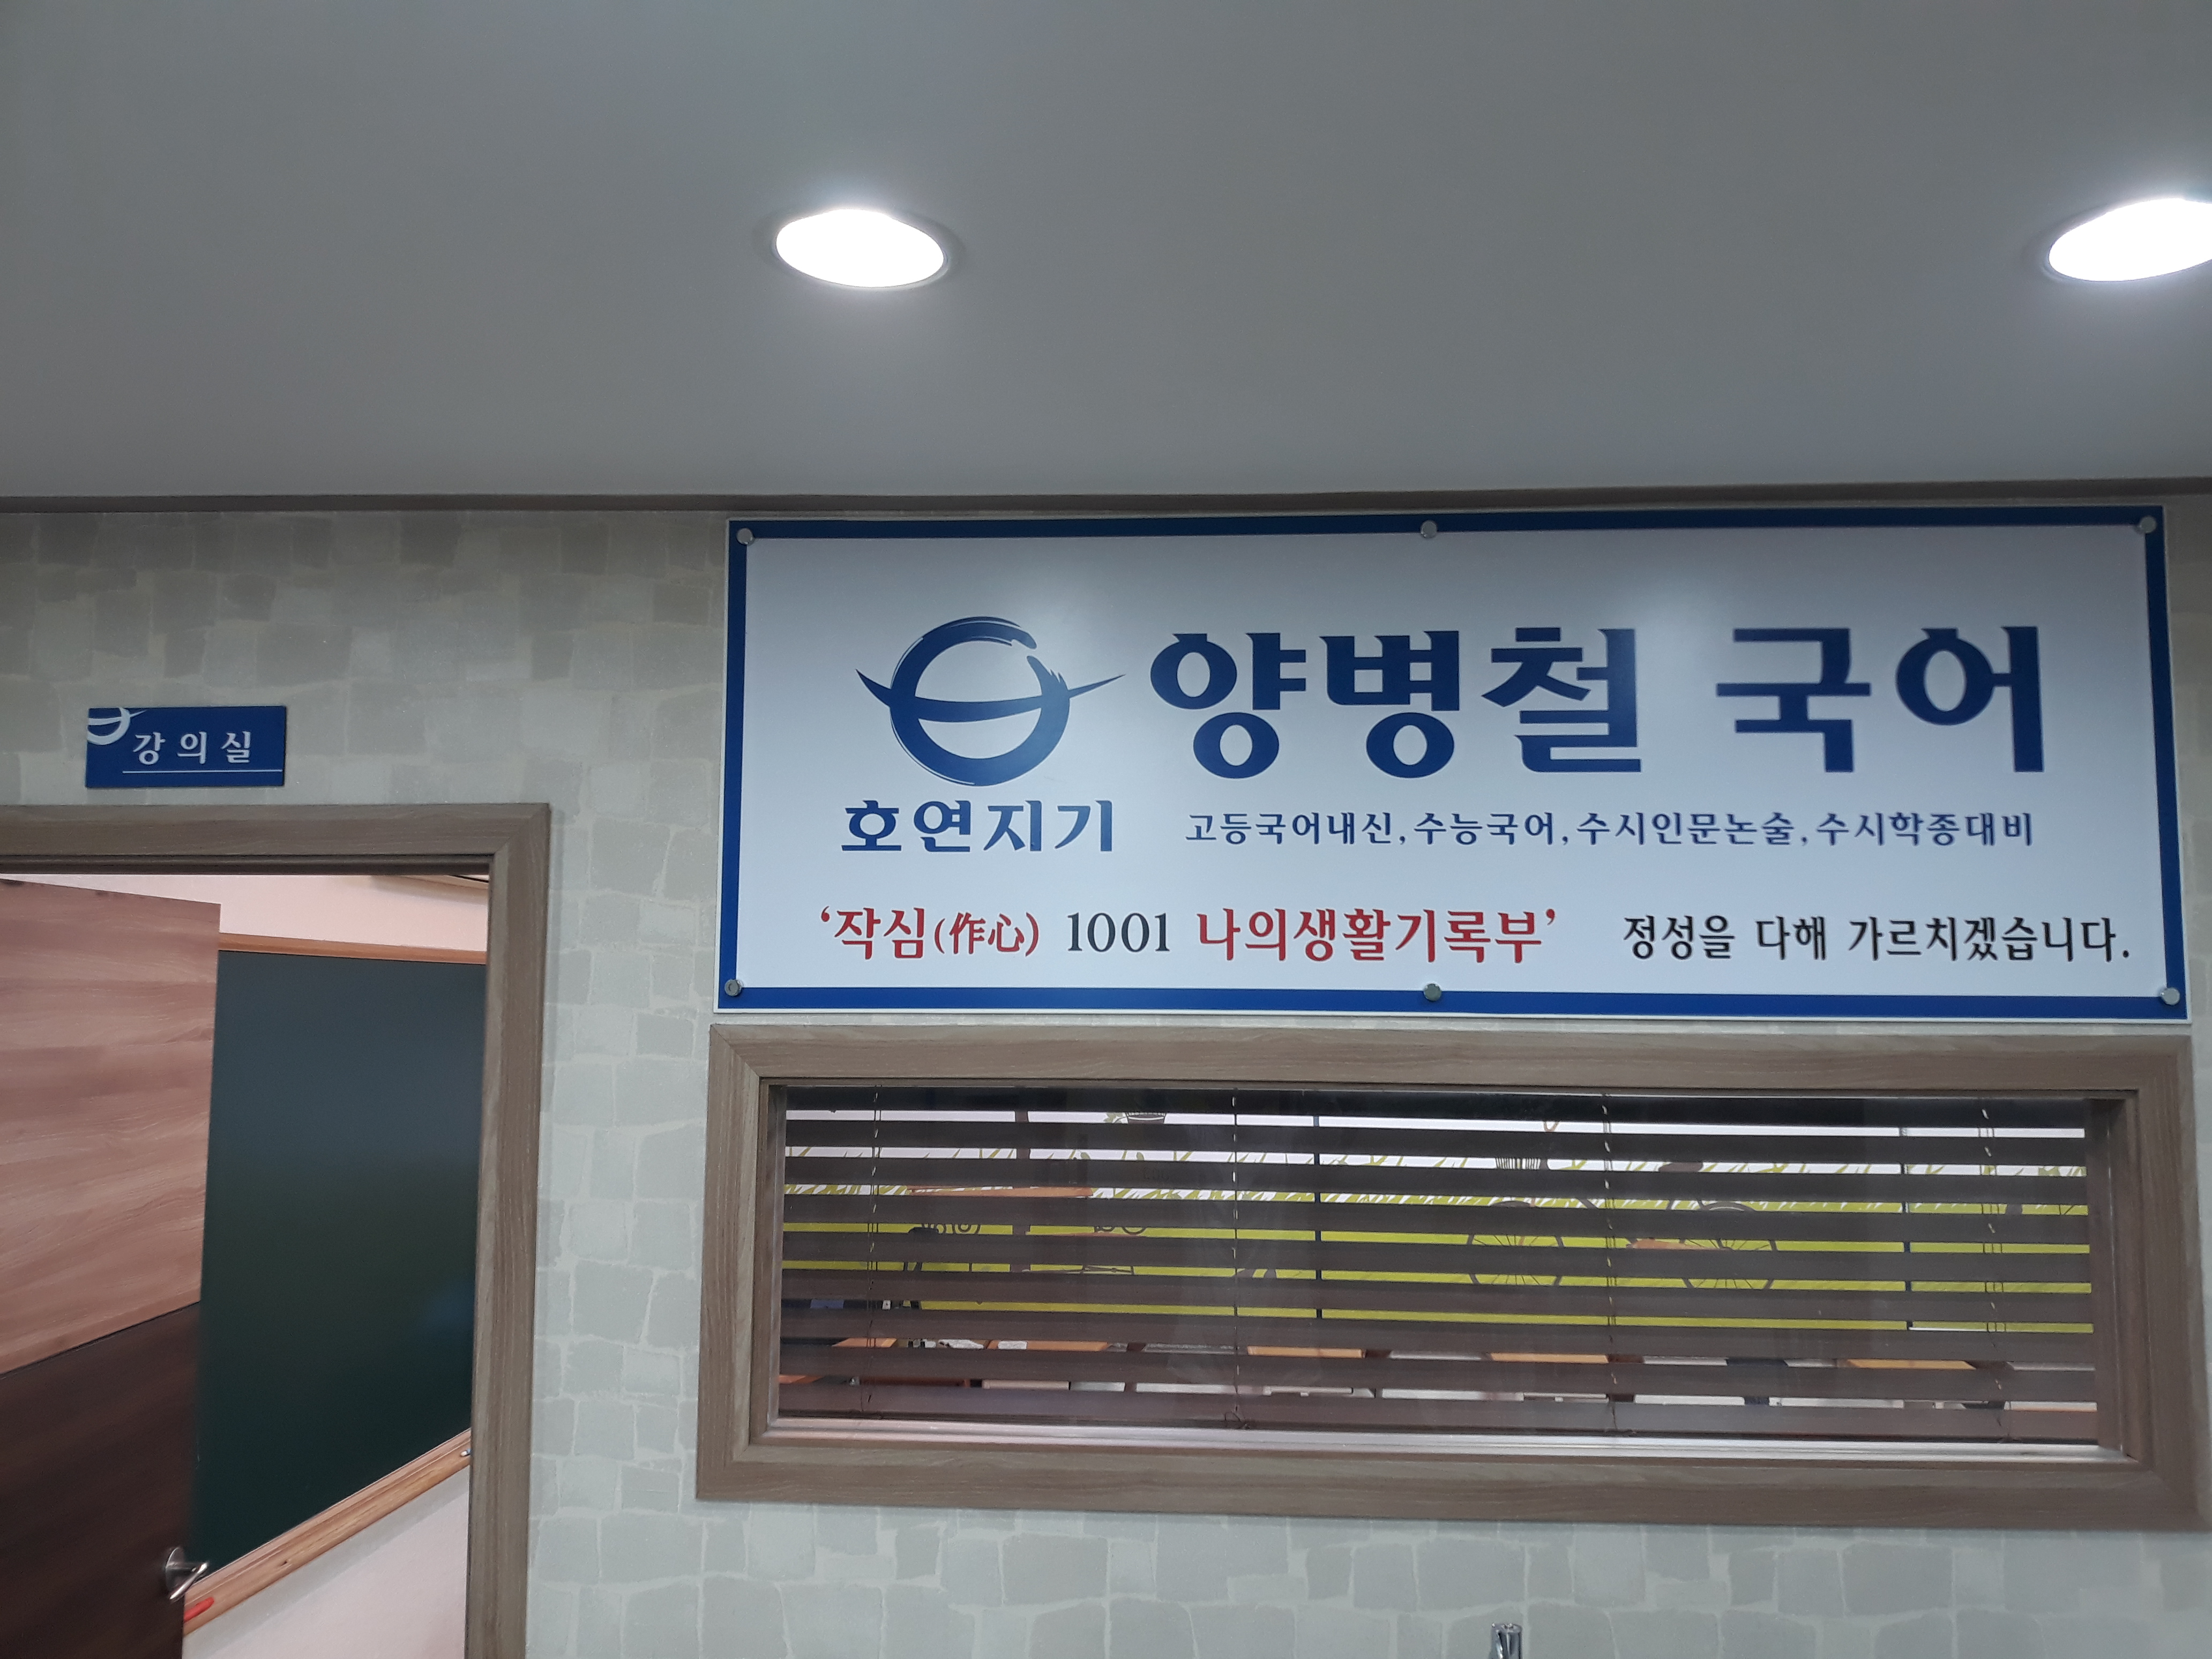 강의실
양병철 국어
호연지기
고등국어내신, 수능국어, 수시인문논술, 수시학종대비
‘작심(作心) 1001 나의생활기록부’ 정성을 다해 가르치겠습니다.